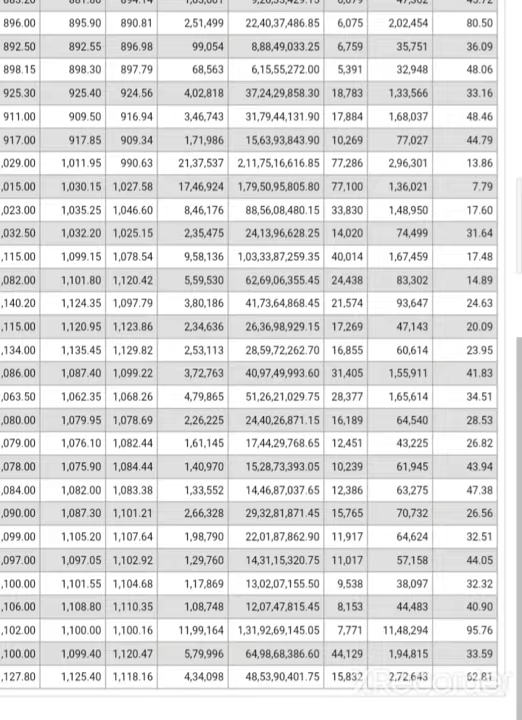 896.00 895.90 890.81 2,51,499 22,40,37,486.85 6,075 2,02,454 80.50
892.50 892.55 896.98 99,054 8,88,49,033.25 6,759 35,751 36.09
898.15 898.30 897.79 68,563 6,15,55,272.00 5,391 32,948 48.06
925.30 925.40 924.56 4,02,818 37,24,29,858.30 18,783 1,33,566 33.16
911.00 909.50 916.94 3,46,743 31,79,44,131.90 17,884 1,68,037 48.46
917.00 917.85 909.34 1,71,986 15,63,93,843.90 10,269 77,027 44.79
,029.00 1,011.95 990.63 21,37,537 2,11,75,16,616.85 77,286 2,96,301 13.86
,015.00 1,030.15 1,027.58 17,46,924 1,79,50,95,805.80 77,100 1,36,021 7.79
,023.00 1,035.25 1,046.60 8,46,176 88,56,08,480.15 33,830 1,48,950 17.60
,032.50 1,032.20 1,025.15 2,35,475 24,13,96,628.25 14,020 74,499 31.64
,115.00 1,099.15 1,078.54 9,58,136 1,03,33,87,259.35 40,014 1,67,459 17.48
,082.00 1,101.80 1,120.42 5,59,530 62,69,06,355.45 24,438 83,302 14.89
,140.20 1,124.35 1,097.79 3,80,186 41,73,64,868.45 21,574 93,647 24.63
,115.00 1,120.95 1,123.86 2,34,636 26,36,98,929.15 17,269 47,143 20.09
,134.00 1,135.45 1,129.82 2,53,113 28,59,72,262.70 16,855 60,614 23.95
,086.00 1,087.40 1,099.22 3,72,763 40,97,49,993.60 31,405 1,55,911 41.83
,063.50 1,062.35 1,068.26 4,79,865 51,26,21,029.75 28,377 1,65,614 34.51
,080.00 1,079.95 1,078.69 2,26,225 24,40,26,871.15 16,189 64,540 28.53
,079.00 1,076.10 1,082.44 1,61,145 17,44,29,768.65 12,451 43,225 26.82
,078.00 1,075.90 1,084.44 1,40,970 15,28,73,393.05 10,239 61,945 43.94
,084.00 1,082.00 1,083.38 1,33,552 14,46,87,037.65 12,386 63,275 47.38
,090.00 1,087.30 1,101.21 2,66,328 29,32,81,871.45 15,765 70,732 26.56
,099.00 1,105.20 1,107.64 1,98,790 22,01,87,862.90 11,917 64,624 32.51
,097.00 1,097.05 1,102.92 1,29,760 14,31,15,320.75 11,017 57,158 44.05
,100.00 1,101.55 1,104.68 1,17,869 13,02,07,155.50 9,538 38,097 32.32
,106.00 1,108.80 1,110.35 1,08,748 12,07,47,815.45 8,153 44,483 40.90
,102.00 1,100.00 1,100.16 11,99,164 1,31,92,69,145.05 7,771 11,48,294 95.76
,100.00 1,099.40 1,120.47 5,79,996 64,98,68,386.60 44,129 1,94,815 33.59
,127.80 1,125.40 1,118.16 4,34,098 48,53,90,401.75 15,832 2,72,643 62.81
XRecorder